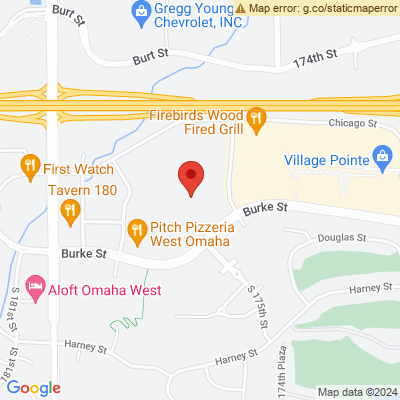 Map error: g.co/staticmaperror
Gregg Young
Chevrolet, INC
Burt St
Burt St
174th St
Firebirds Wood
Fired Grill
Chicago St
First Watch
Village Pointe
Tavern 180
Burke St
Pitch Pizzeria
West Omaha
Douglas St
Burke St
Aloft Omaha West
S 181st St
S 175th St
Harney St
Harney St
Harney St
181st St
174th Plaza
Google
Map data ©2024